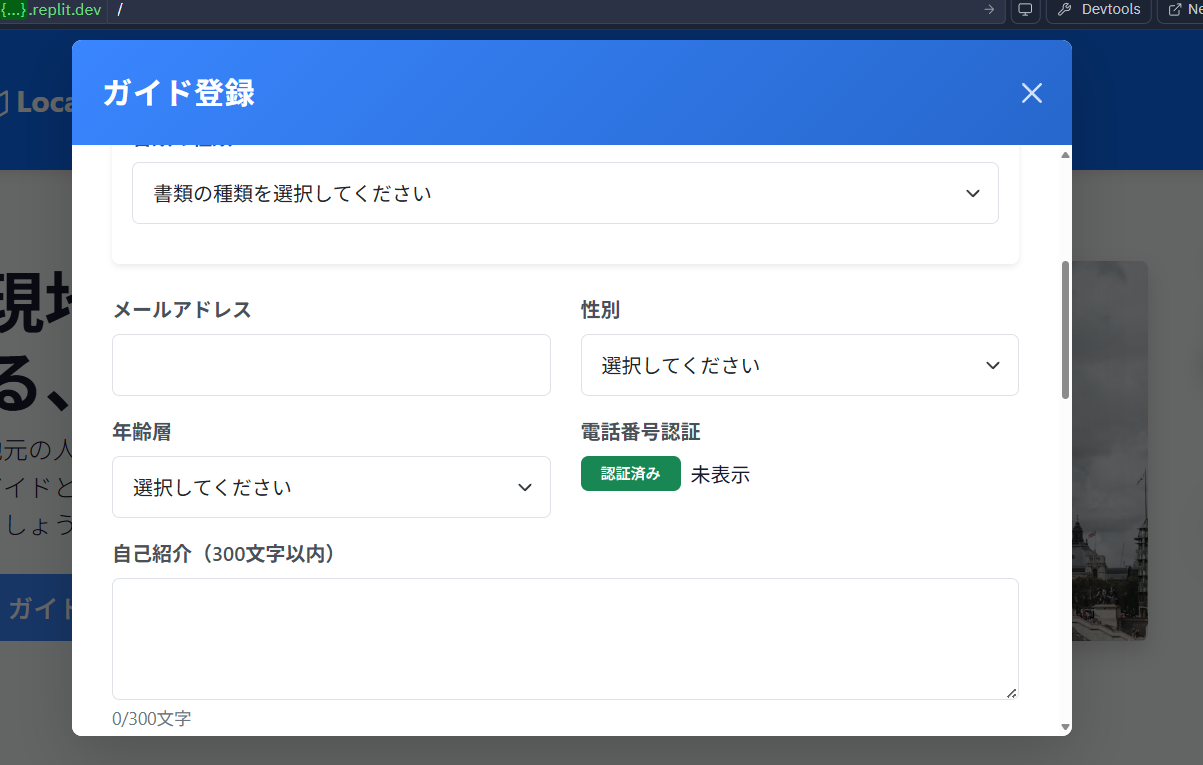 {...}.replit.dev /
Devtools
ガイド登録
書類の種類を選択してください
メールアドレス
性別
選択してください
年齢層
電話番号認証
選択してください
認証済み 未表示
自己紹介（300文字以内）
0/300文字
Loca
現地
る、
元の人
イドと
しょう
ガイド